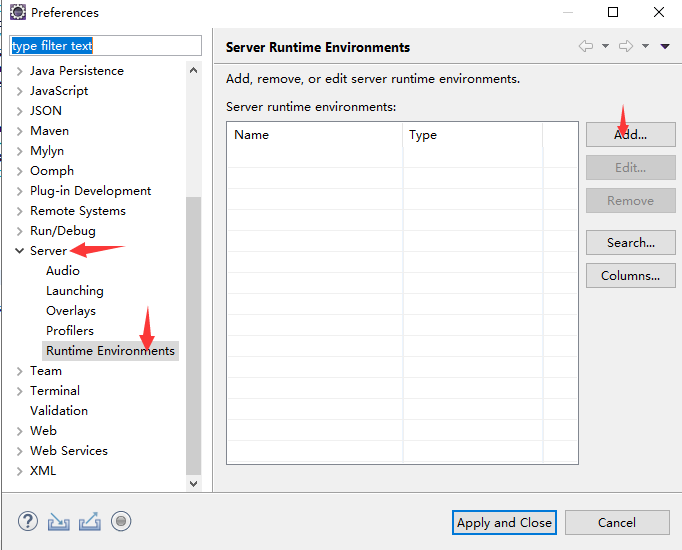 Preferences
type filter text
Java Persistence
JavaScript
JSON
Maven
Mylyn
Oomph
Plug-in Development
Remote Systems
Run/Debug
Server
Audio
Launching
Overlays
Profilers
Runtime Environments
Team
Terminal
Validation
Web
Web Services
XML
Server Runtime Environments
Add, remove, or edit server runtime environments.
Server runtime environments:
Name Type
Add...
Edit...
Remove
Search...
Columns...
Apply and Close
Cancel